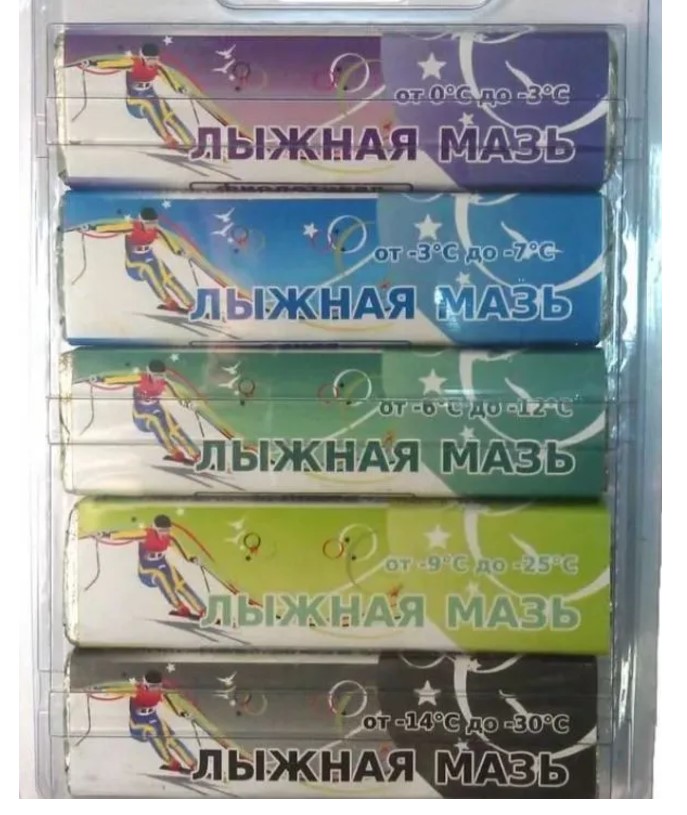 от 0°С до -3°С
ЛЫЖНАЯ МАЗЬ
от -3°С до -7°С
ЛЫЖНАЯ МАЗЬ
от -6°С до -12°С
ЛЫЖНАЯ МАЗЬ
от -9°С до -25°С
ЛЫЖНАЯ МАЗЬ
от -14°С до -30°С
ЛЫЖНАЯ МАЗЬ